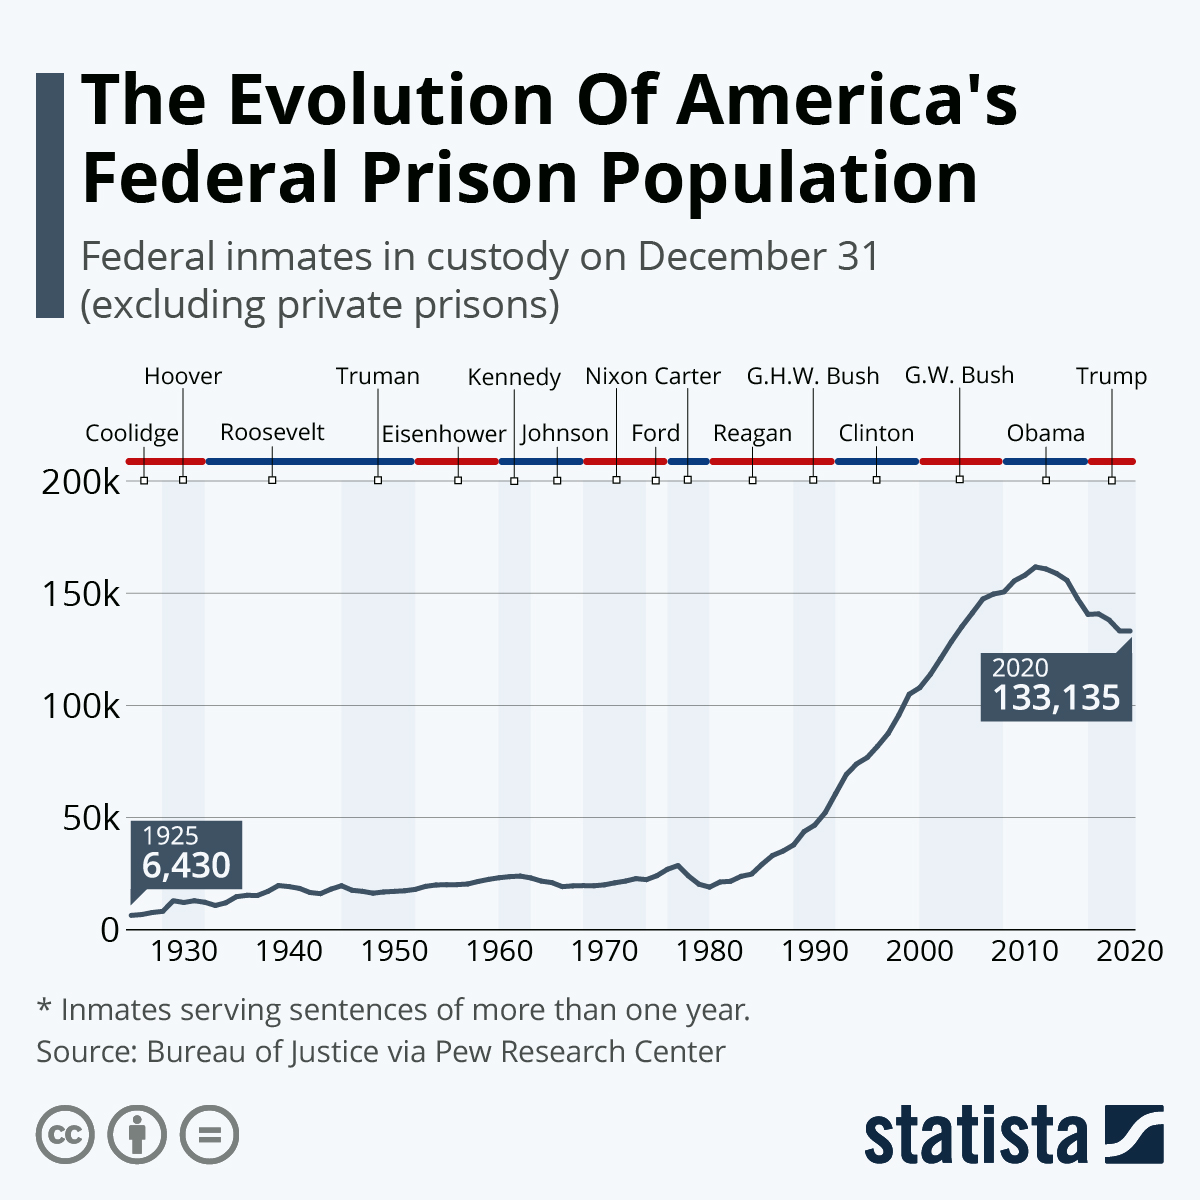 The Evolution Of America's
Federal Prison Population
Federal inmates in custody on December 31
(excluding private prisons)
Hoover Truman Kennedy Nixon Carter G.H.W. Bush G.W. Bush Trump
Coolidge Roosevelt Eisenhower Johnson Ford Reagan Clinton Obama
200k
150k
100k
50k
0
2020
133,135
1925
6,430
1930 1940 1950 1960 1970 1980 1990 2000 2010 2020
* Inmates serving sentences of more than one year.
Source: Bureau of Justice via Pew Research Center
cc
statista